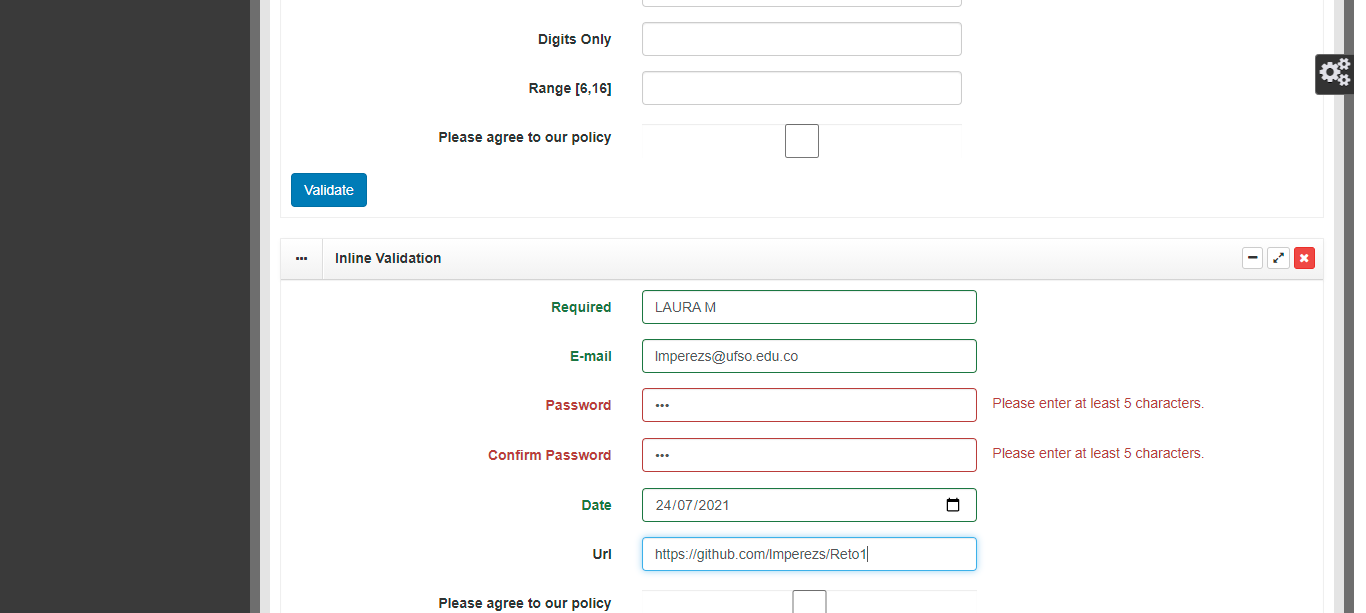 Digits Only
Range [6,16]
Please agree to our policy
Validate
Inline Validation
Required LAURA M
E-mail lmperezs@ufso.edu.co
Password ••• Please enter at least 5 characters.
Confirm Password ••• Please enter at least 5 characters.
Date 24/07/2021
Url https://github.com/lmperezs/Reto1
Please agree to our policy